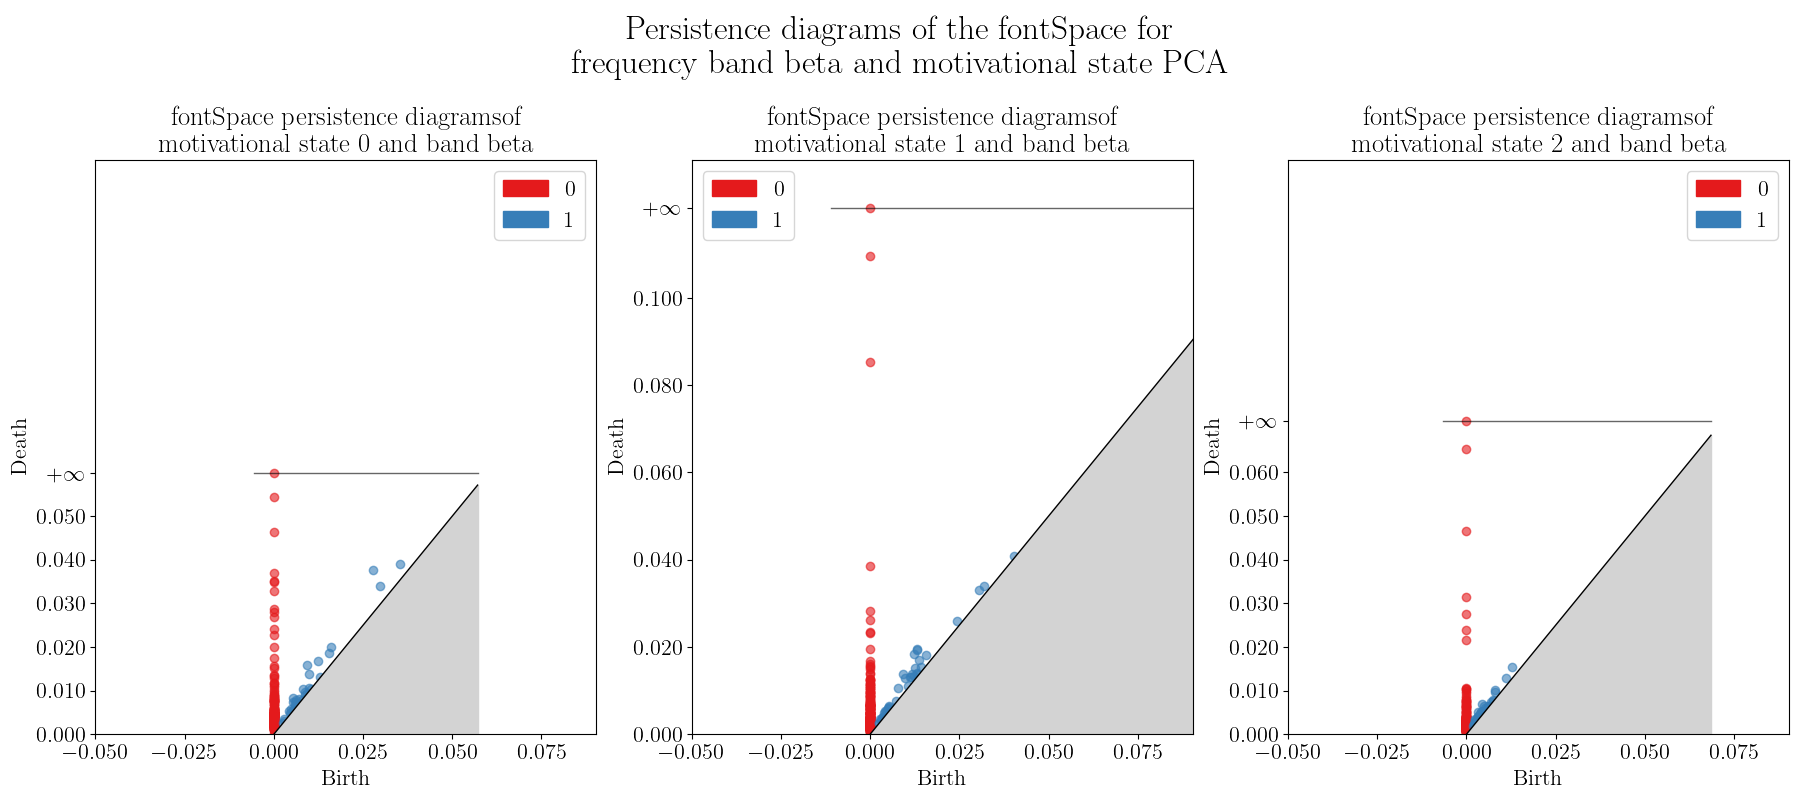 Persistence diagrams of the fontSpace for
frequency band beta and motivational state PCA
fontSpace persistence diagramsof
motivational state 0 and band beta
0
1
Death
+∞
0.050
0.040
0.030
0.020
0.010
0.000
−0.050 −0.025 0.000 0.025 0.050 0.075
Birth
fontSpace persistence diagramsof
motivational state 1 and band beta
0
1
Death
+∞
0.100
0.080
0.060
0.040
0.020
0.000
−0.050 −0.025 0.000 0.025 0.050 0.075
Birth
fontSpace persistence diagramsof
motivational state 2 and band beta
0
1
Death
+∞
0.060
0.050
0.040
0.030
0.020
0.010
0.000
−0.050 −0.025 0.000 0.025 0.050 0.075
Birth